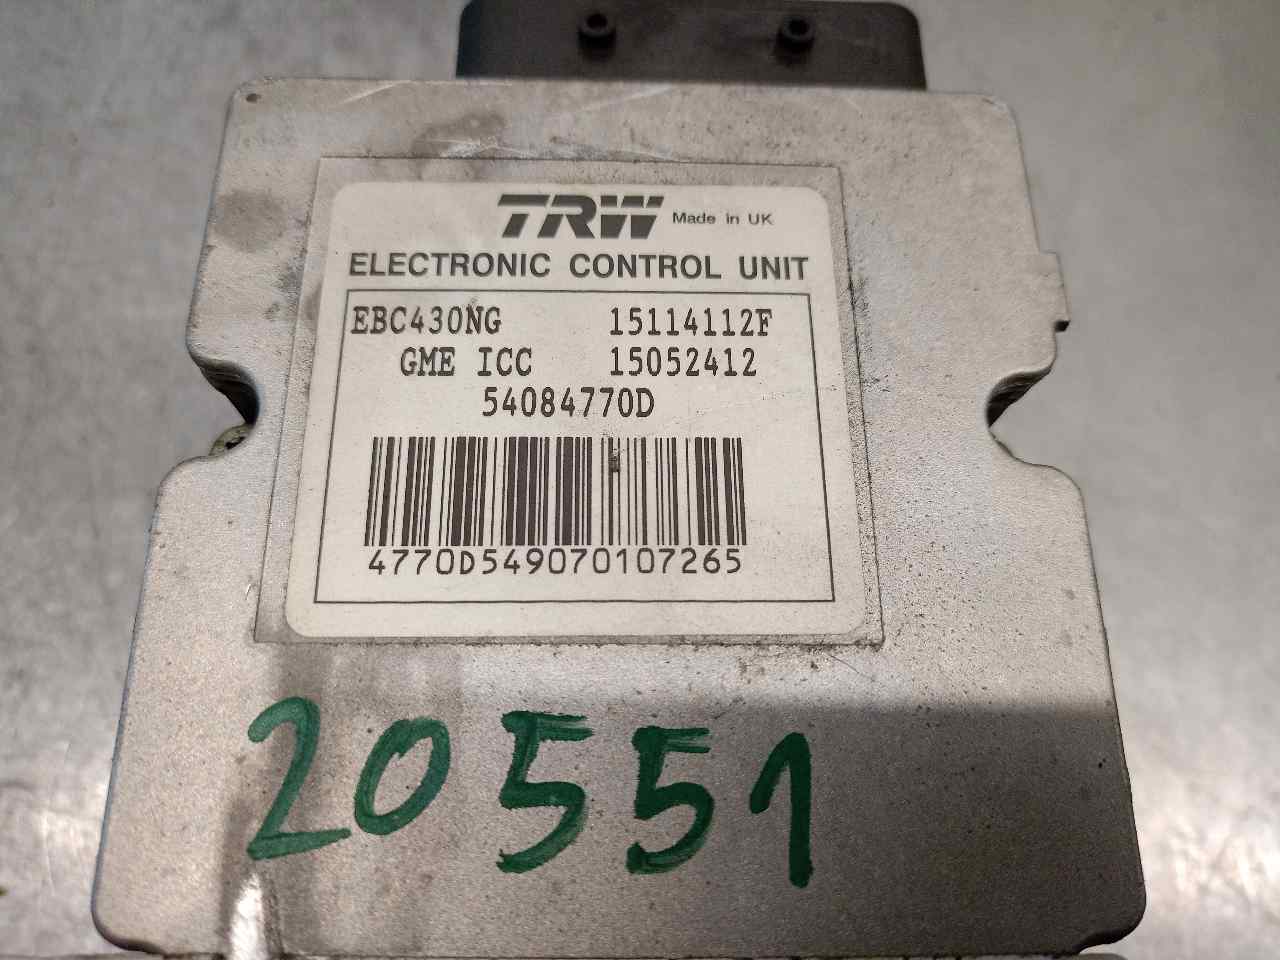 TRW Made in UK
ELECTRONIC CONTROL UNIT
EBC430NG 15114112F
GME ICC 15052412
54084770D
4770D549070107265
20551